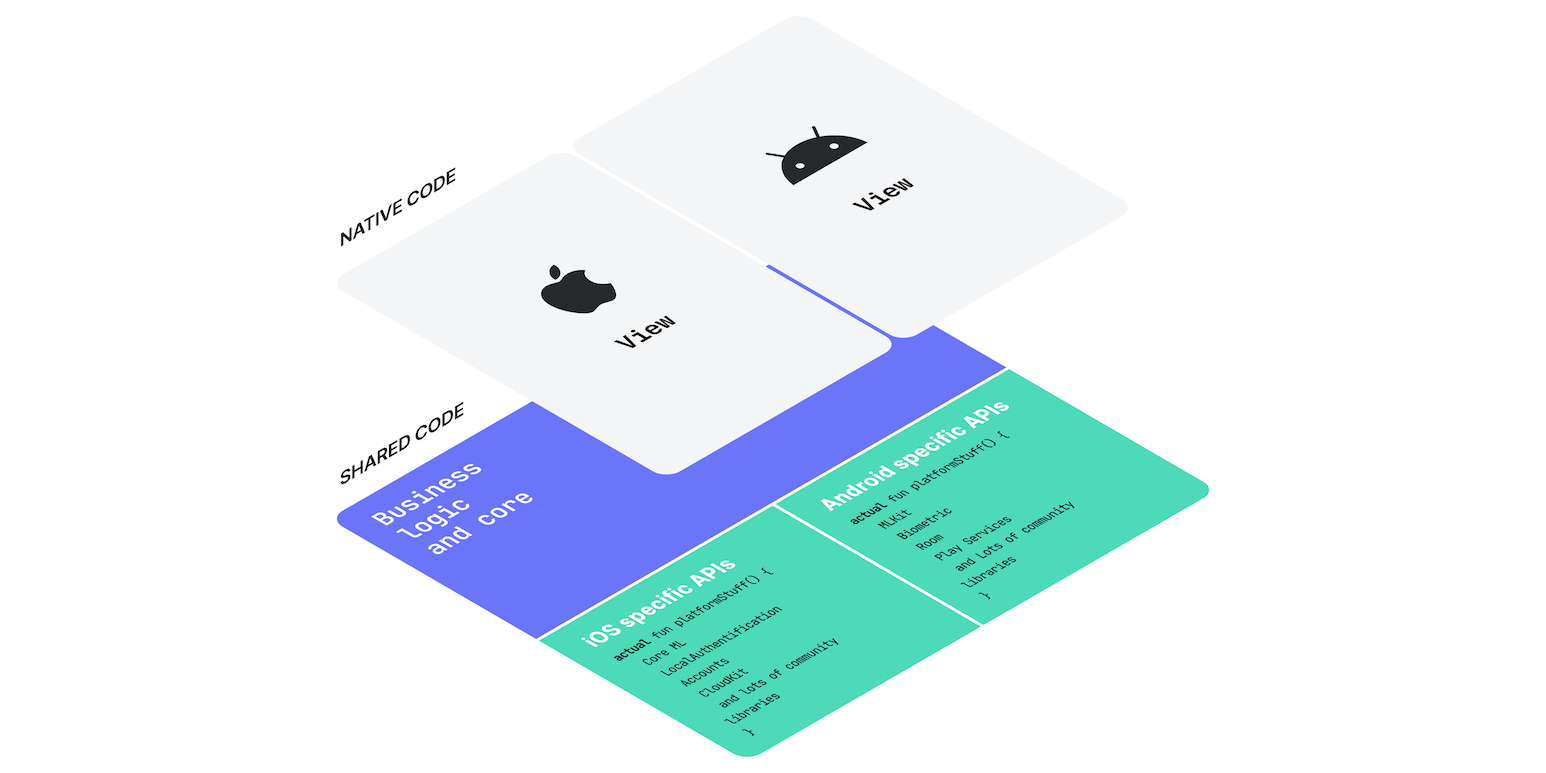 NATIVE CODE
View
View
SHARED CODE
Business
logic
and core
iOS specific APIs
actual fun platformStuff() {
Core ML
LocalAuthentification
Accounts
CloudKit
and lots of community
libraries
}
Android specific APIs
actual fun platformStuff() {
MLKit
Biometric
Room
Play Services
and Lots of community
libraries
}